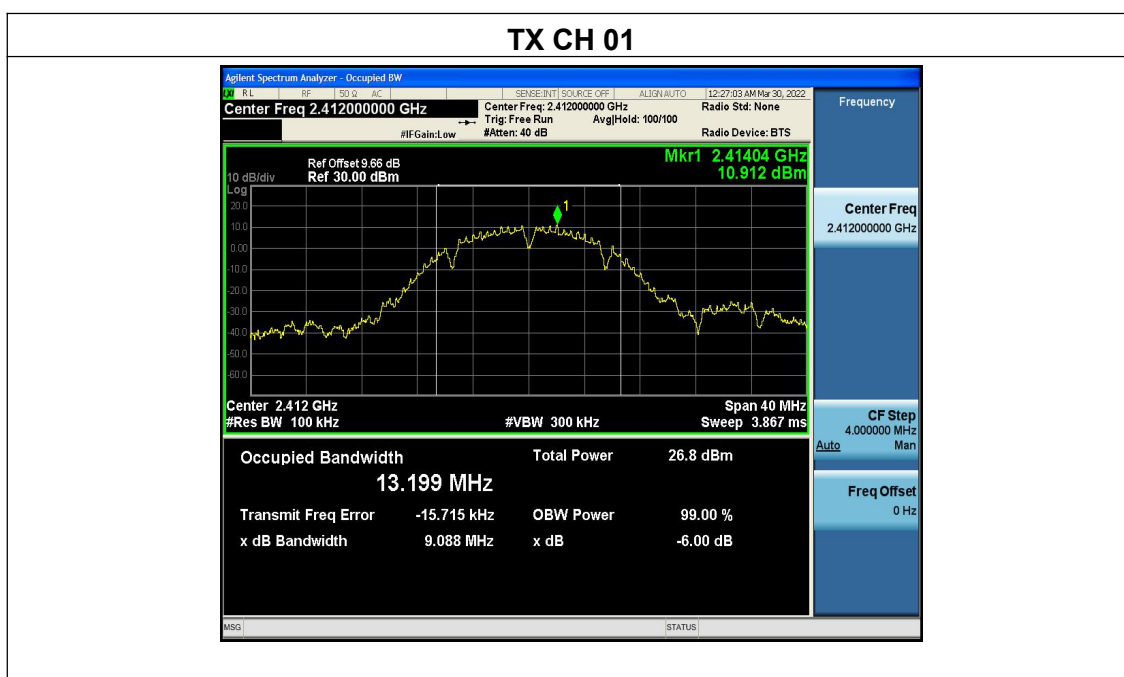 TX CH 01
Agilent Spectrum Analyzer - Occupied BW
LXI RL RF 50 Ω AC SENSE:INT SOURCE OFF ALIGN AUTO 12:27:03 AM Mar 30, 2022
Center Freq 2.412000000 GHz
Center Freq: 2.412000000 GHz
Radio Std: None
Trig: Free Run Avg|Hold: 100/100
#IFGain:Low #Atten: 40 dB Radio Device: BTS
Frequency
Mkr1 2.41404 GHz
10.912 dBm
Ref Offset 9.66 dB
10 dB/div Ref 30.00 dBm
Log
20.0
10.0
0.00
-10.0
-20.0
-30.0
-40.0
-50.0
-60.0
1
Center 2.412 GHz Span 40 MHz
#Res BW 100 kHz #VBW 300 kHz Sweep 3.867 ms
Occupied Bandwidth Total Power 26.8 dBm
13.199 MHz
Transmit Freq Error -15.715 kHz OBW Power 99.00 %
x dB Bandwidth 9.088 MHz x dB -6.00 dB
Center Freq
2.412000000 GHz
CF Step
4.000000 MHz
Auto Man
Freq Offset
0 Hz
MSG STATUS